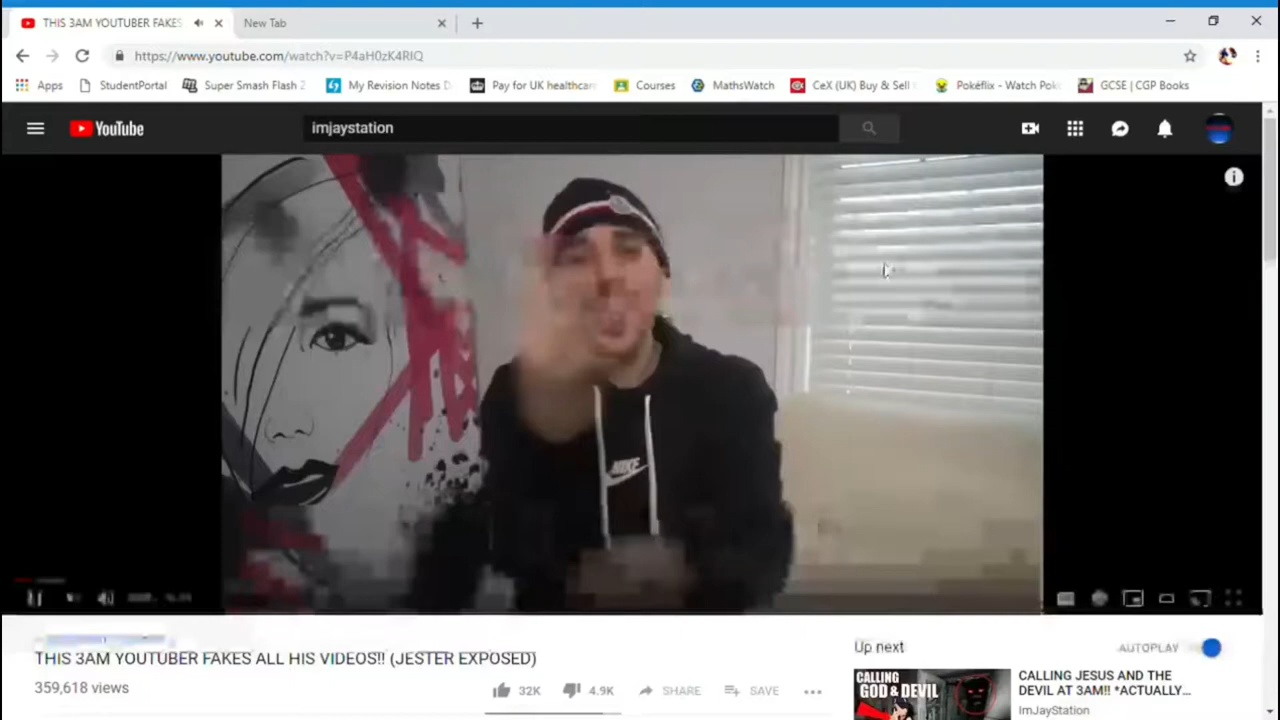 THIS 3AM YOUTUBER FAKES
New Tab
https://www.youtube.com/watch?v=P4aH0zK4RIQ
Apps
StudentPortal
Super Smash Flash 2
My Revision Notes D
Pay for UK healthcar
Courses
MathsWatch
CeX (UK) Buy & Sell
Pokéflix - Watch Pok
GCSE | CGP Books
YouTube
imjaystation
NIKE
THIS 3AM YOUTUBER FAKES ALL HIS VIDEOS!! (JESTER EXPOSED)
359,618 views
32K
4.9K
SHARE
SAVE
Up next
AUTOPLAY
CALLING
GOD & DEVIL
CALLING JESUS AND THE
DEVIL AT 3AM!! *ACTUALLY...
ImJayStation